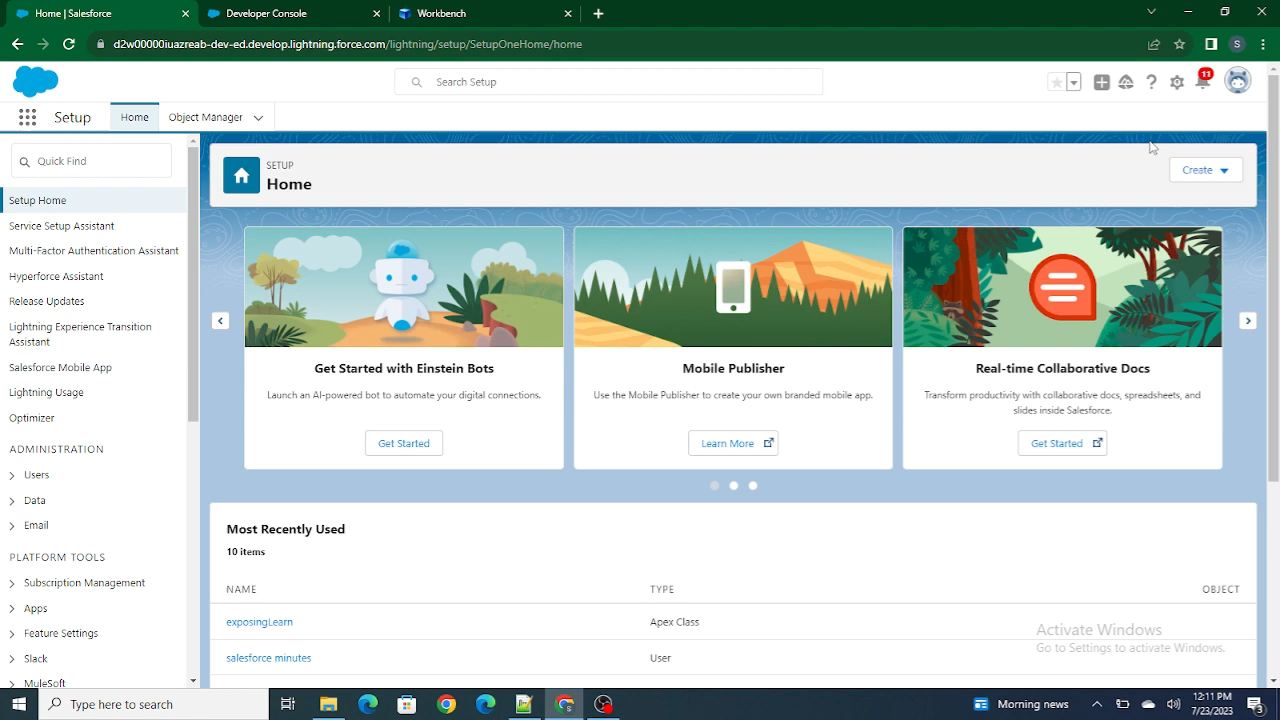 Home | Salesforce
Developer Console
Workbench
d2w0000iuazreab-dev-ed.develop.lightning.force.com/lightning/setup/SetupOneHome/home
S
Search Setup
11
Setup
Home
Object Manager
Quick Find
Setup Home
Service Setup Assistant
Multi-Factor Authentication Assistant
Hyperforce Assistant
Release Updates
Lightning Experience Transition
Assistant
Salesforce Mobile App
Lightning Usage
Optimizer
ADMINISTRATION
Users
Data
Email
PLATFORM TOOLS
Subscription Management
Apps
Feature Settings
Slack
MuleSoft
SETUP
Home
Create
Get Started with Einstein Bots
Launch an AI-powered bot to automate your digital connections.
Get Started
Mobile Publisher
Use the Mobile Publisher to create your own branded mobile app.
Learn More
Real-time Collaborative Docs
Transform productivity with collaborative docs, spreadsheets, and
slides inside Salesforce.
Get Started
Most Recently Used
10 items
NAME TYPE OBJECT
exposingLearn Apex Class
salesforce minutes User
Activate Windows
Go to Settings to activate Windows.
Type here to search
Morning news
12:11 PM
7/23/2023
3